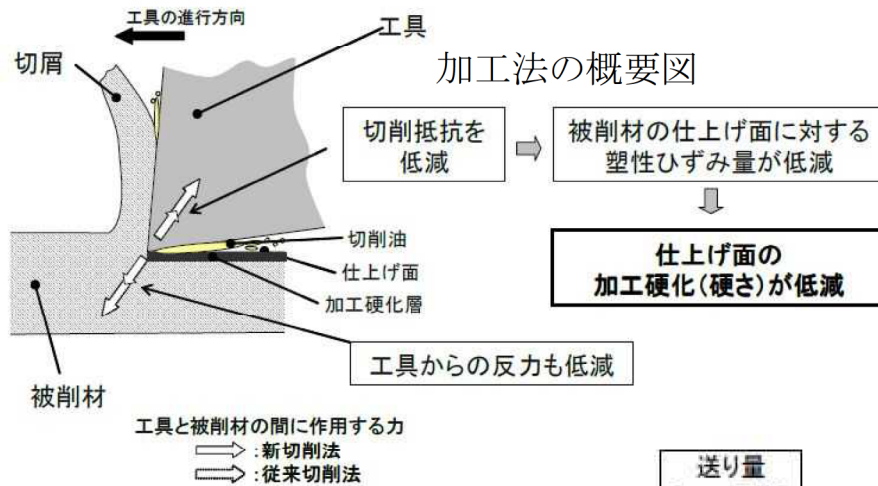 工具の進行方向
工具
切屑
加工法の概要図
切削抵抗を
低減
被削材の仕上げ面に対する
塑性ひずみ量が低減
切削油
仕上げ面
加工硬化層
仕上げ面の
加工硬化(硬さ)が低減
工具からの反力も低減
被削材
工具と被削材の間に作用する力
:新切削法
:従来切削法
送り量